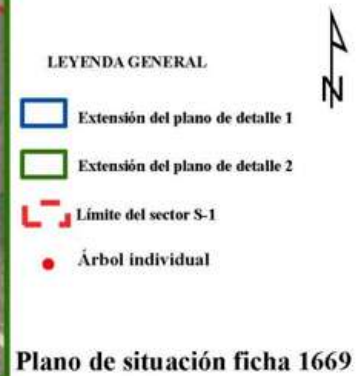 N
LEYENDA GENERAL
Extensión del plano de detalle 1
Extensión del plano de detalle 2
Límite del sector S-1
Árbol individual
Plano de situación ficha 1669